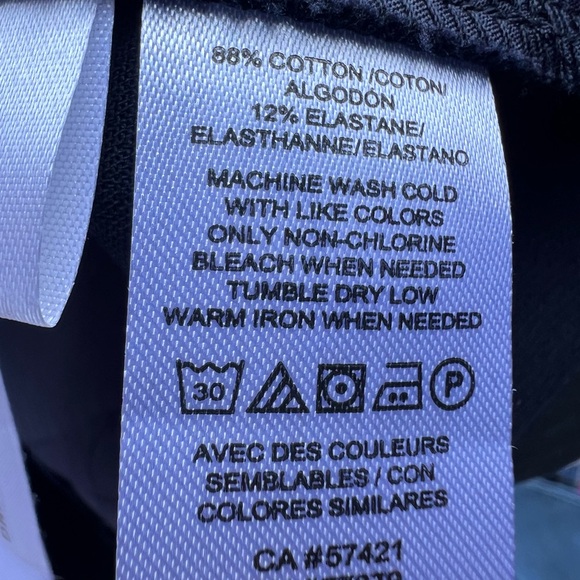 88% COTTON/COTON/
ALGODÓN
12% ELASTANE/
ELASTHANNE/ELASTANO
MACHINE WASH COLD
WITH LIKE COLORS
ONLY NON-CHLORINE
BLEACH WHEN NEEDED
TUMBLE DRY LOW
WARM IRON WHEN NEEDED
30 P
AVEC DES COULEURS
SEMBLABLES / CON
COLORES SIMILARES
CA #57421